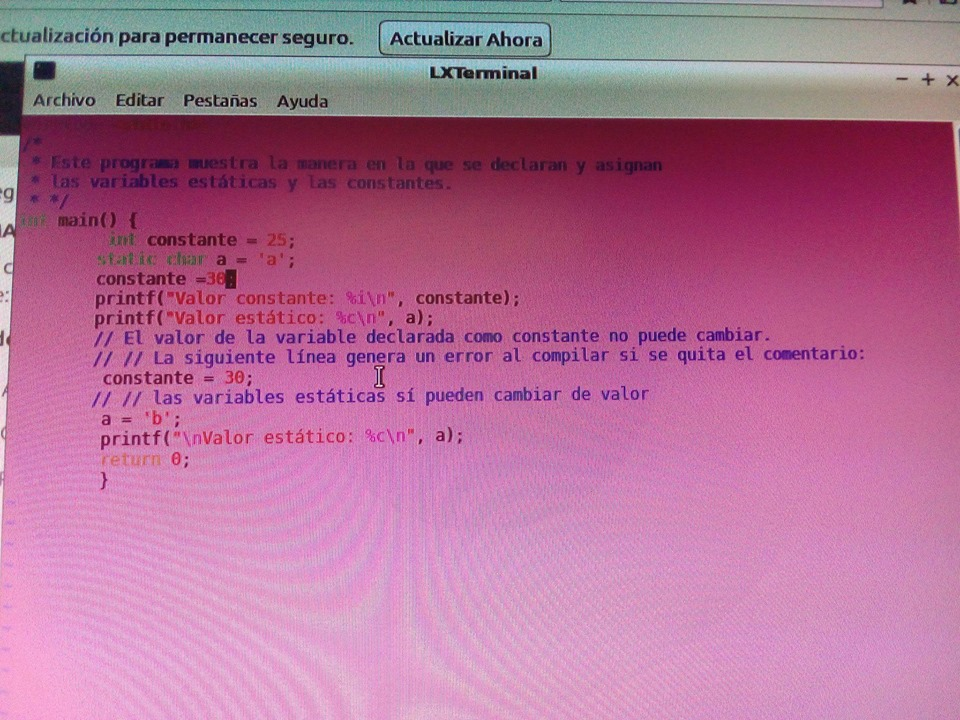 ctualización para permanecer seguro. Actualizar Ahora
LXTerminal
Archivo Editar Pestañas Ayuda
/*
* Este programa muestra la manera en la que se declaran y asignan
* las variables estáticas y las constantes.
* */
int main() {
int constante = 25;
static char a = 'a';
constante =30;
printf("Valor constante: %i\n", constante);
printf("Valor estático: %c\n", a);
// El valor de la variable declarada como constante no puede cambiar.
// // La siguiente línea genera un error al compilar si se quita el comentario:
constante = 30;
// // las variables estáticas sí pueden cambiar de valor
a = 'b';
printf("\nValor estático: %c\n", a);
return 0;
}